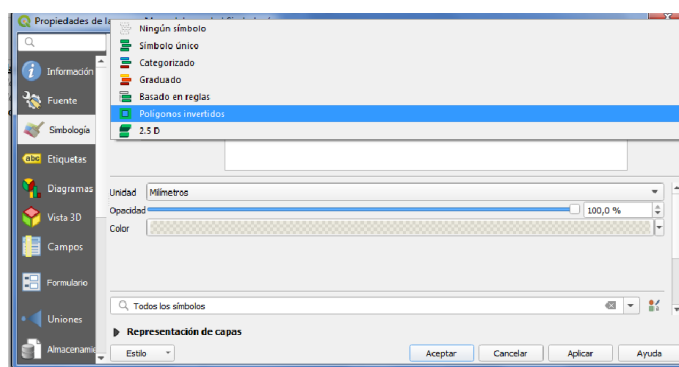 Propiedades de la
Ningún símbolo
Símbolo único
Categorizado
Graduado
Basado en reglas
Polígonos invertidos
2.5 D
Información
Fuente
Simbología
abc Etiquetas
Diagramas
Vista 3D
Campos
Formulario
Uniones
Almacenamie
Unidad Milímetros
Opacidad 100,0 %
Color
Todos los símbolos
Representación de capas
Estilo Aceptar Cancelar Aplicar Ayuda